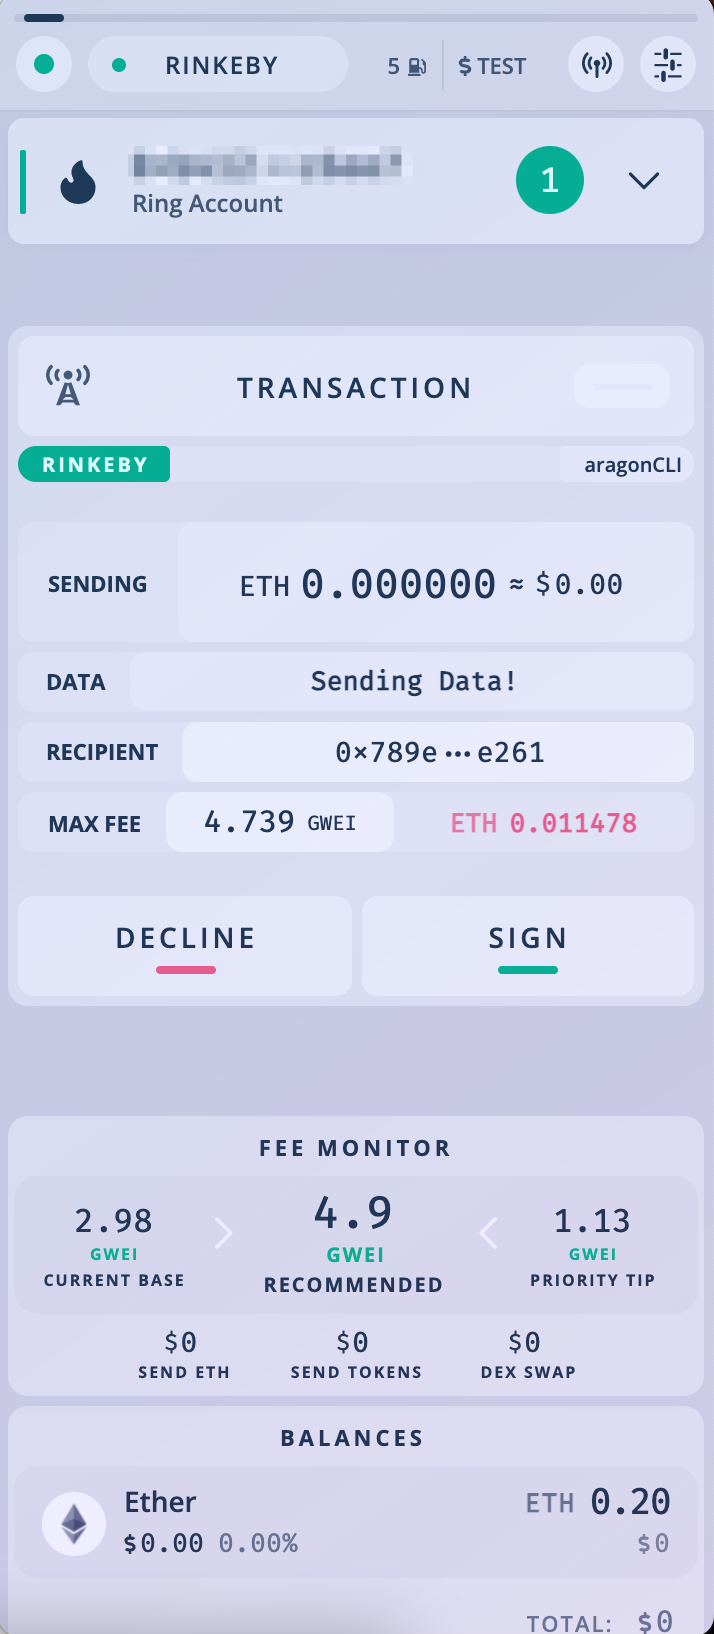 RINKEBY 5 $ TEST
Ring Account
1
TRANSACTION
RINKEBY aragonCLI
SENDING ETH 0.000000 ≈ $0.00
DATA Sending Data!
RECIPIENT 0×789e···e261
MAX FEE 4.739 GWEI ETH 0.011478
DECLINE SIGN
FEE MONITOR
2.98 4.9 1.13
GWEI GWEI GWEI
CURRENT BASE RECOMMENDED PRIORITY TIP
$0 $0 $0
SEND ETH SEND TOKENS DEX SWAP
BALANCES
Ether ETH 0.20
$0.00 0.00% $0
TOTAL: $0